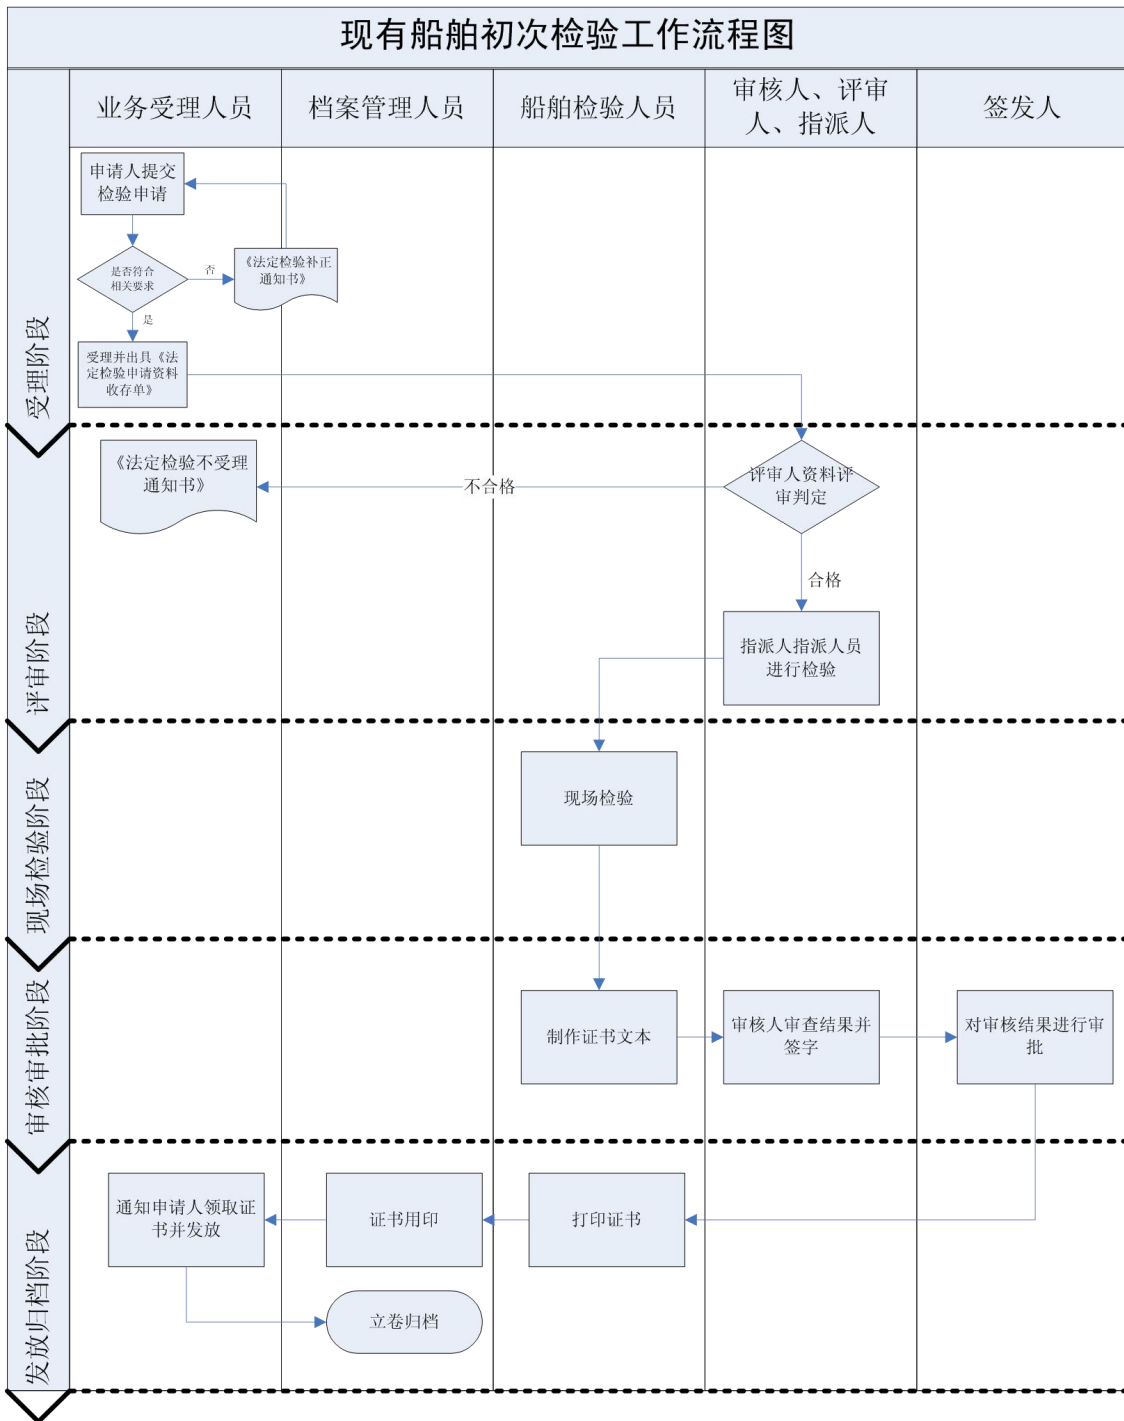 现有船舶初次检验工作流程图
业务受理人员
档案管理人员
船舶检验人员
审核人、评审
人、指派人
签发人
受理阶段
申请人提交
检验申请
是否符合
相关要求
否
《法定检验补正
通知书》
是
受理并出具《法
定检验申请资料
收存单》
评审阶段
《法定检验不受理
通知书》
不合格
评审人资料评
审判定
合格
指派人指派人员
进行检验
现场检验阶段
现场检验
审核审批阶段
制作证书文本
审核人审查结果并
签字
对审核结果进行审
批
发放归档阶段
通知申请人领取证
书并发放
证书用印
打印证书
立卷归档